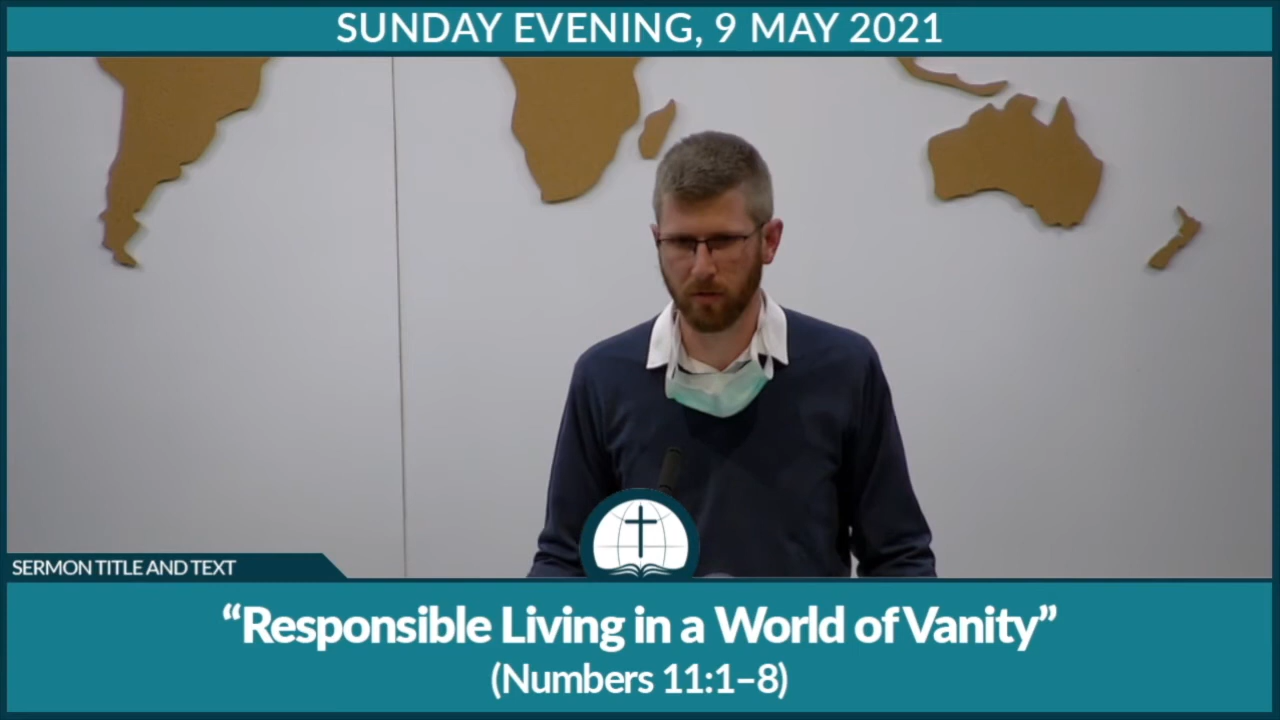 SUNDAY EVENING, 9 MAY 2021
SERMON TITLE AND TEXT
“Responsible Living in a World of Vanity”
(Numbers 11:1–8)